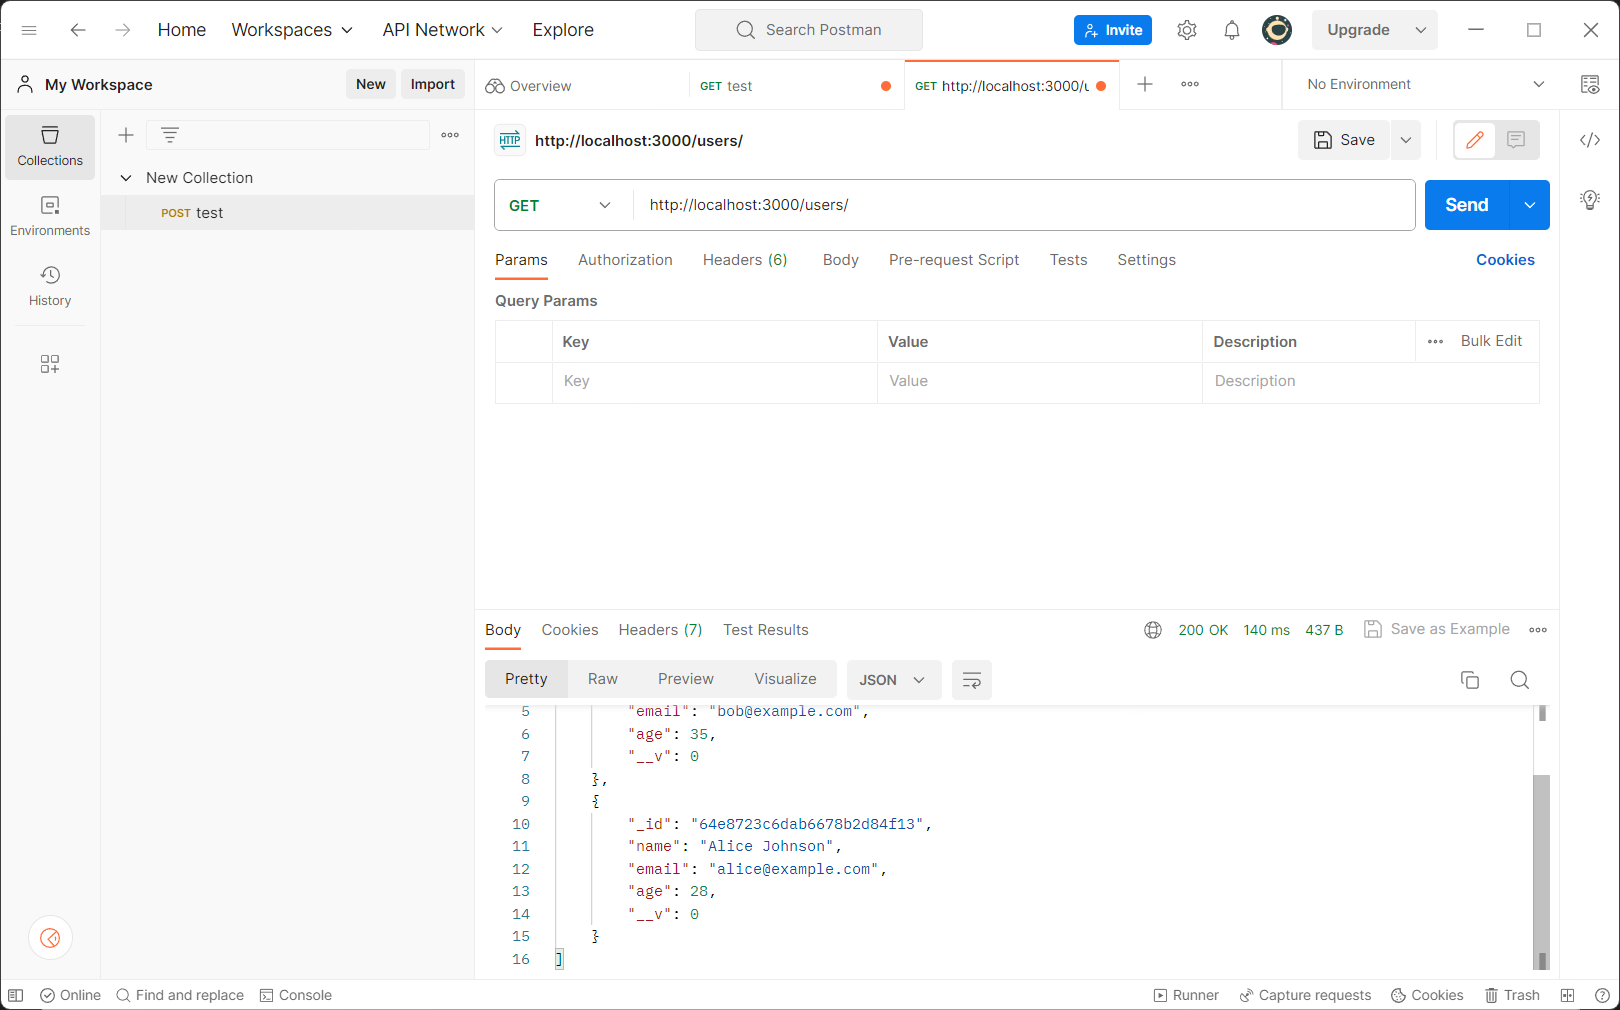 Home Workspaces API Network Explore Search Postman Invite Upgrade
My Workspace New Import
Overview GET test GET http://localhost:3000/u No Environment
Collections
Environments
History
New Collection
POST test
HTTP http://localhost:3000/users/ Save
GET http://localhost:3000/users/ Send
Params Authorization Headers (6) Body Pre-request Script Tests Settings Cookies
Query Params
Key Value Description Bulk Edit
Key Value Description
Body Cookies Headers (7) Test Results 200 OK 140 ms 437 B Save as Example
Pretty Raw Preview Visualize JSON
5 "email": "bob@example.com",
6 "age": 35,
7 "__v": 0
8 },
9 {
10 "_id": "64e8723c6dab6678b2d84f13",
11 "name": "Alice Johnson",
12 "email": "alice@example.com",
13 "age": 28,
14 "__v": 0
15 }
16 ]
Online Find and replace Console Runner Capture requests Cookies Trash